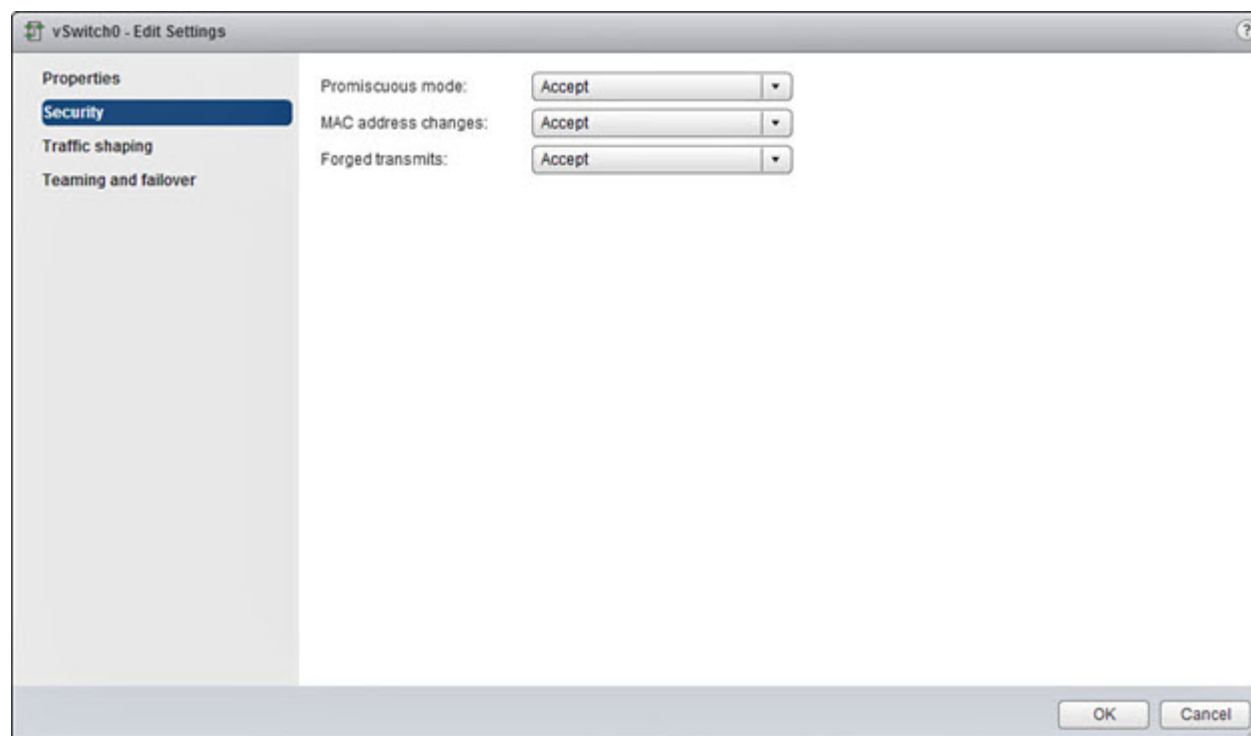 vSwitch0 - Edit Settings
?
Properties
Security
Traffic shaping
Teaming and failover
Promiscuous mode: Accept
MAC address changes: Accept
Forged transmits: Accept
OK Cancel